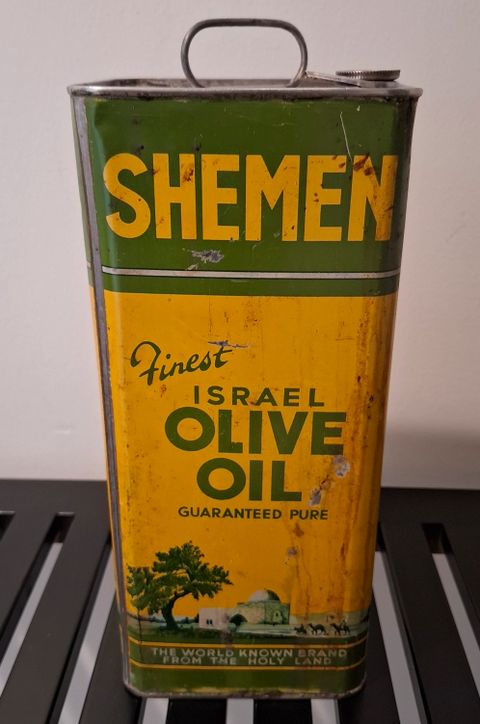 SHEMEN
Finest
ISRAEL
OLIVE
OIL
GUARANTEED PURE
THE WORLD KNOWN BRAND
FROM THE HOLY LAND